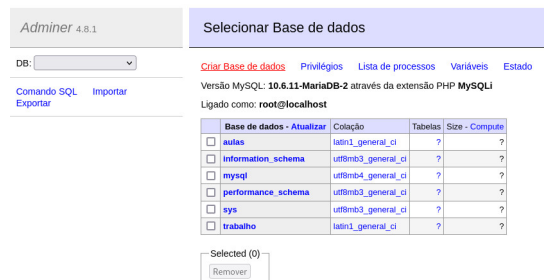 Adminer 4.8.1
DB:
Comando SQL Importar
Exportar
Selecionar Base de dados
Criar Base de dados Privilégios Lista de processos Variáveis Estado
Versão MySQL: 10.6.11-MariaDB-2 através da extensão PHP MySQLi
Ligado como: root@localhost
Base de dados - Atualizar Colação Tabelas Size - Compute
aulas latin1_general_ci ? ?
information_schema utf8mb3_general_ci ? ?
mysql utf8mb4_general_ci ? ?
performance_schema utf8mb3_general_ci ? ?
sys utf8mb3_general_ci ? ?
trabalho latin1_general_ci ? ?
Selected (0)
Remover